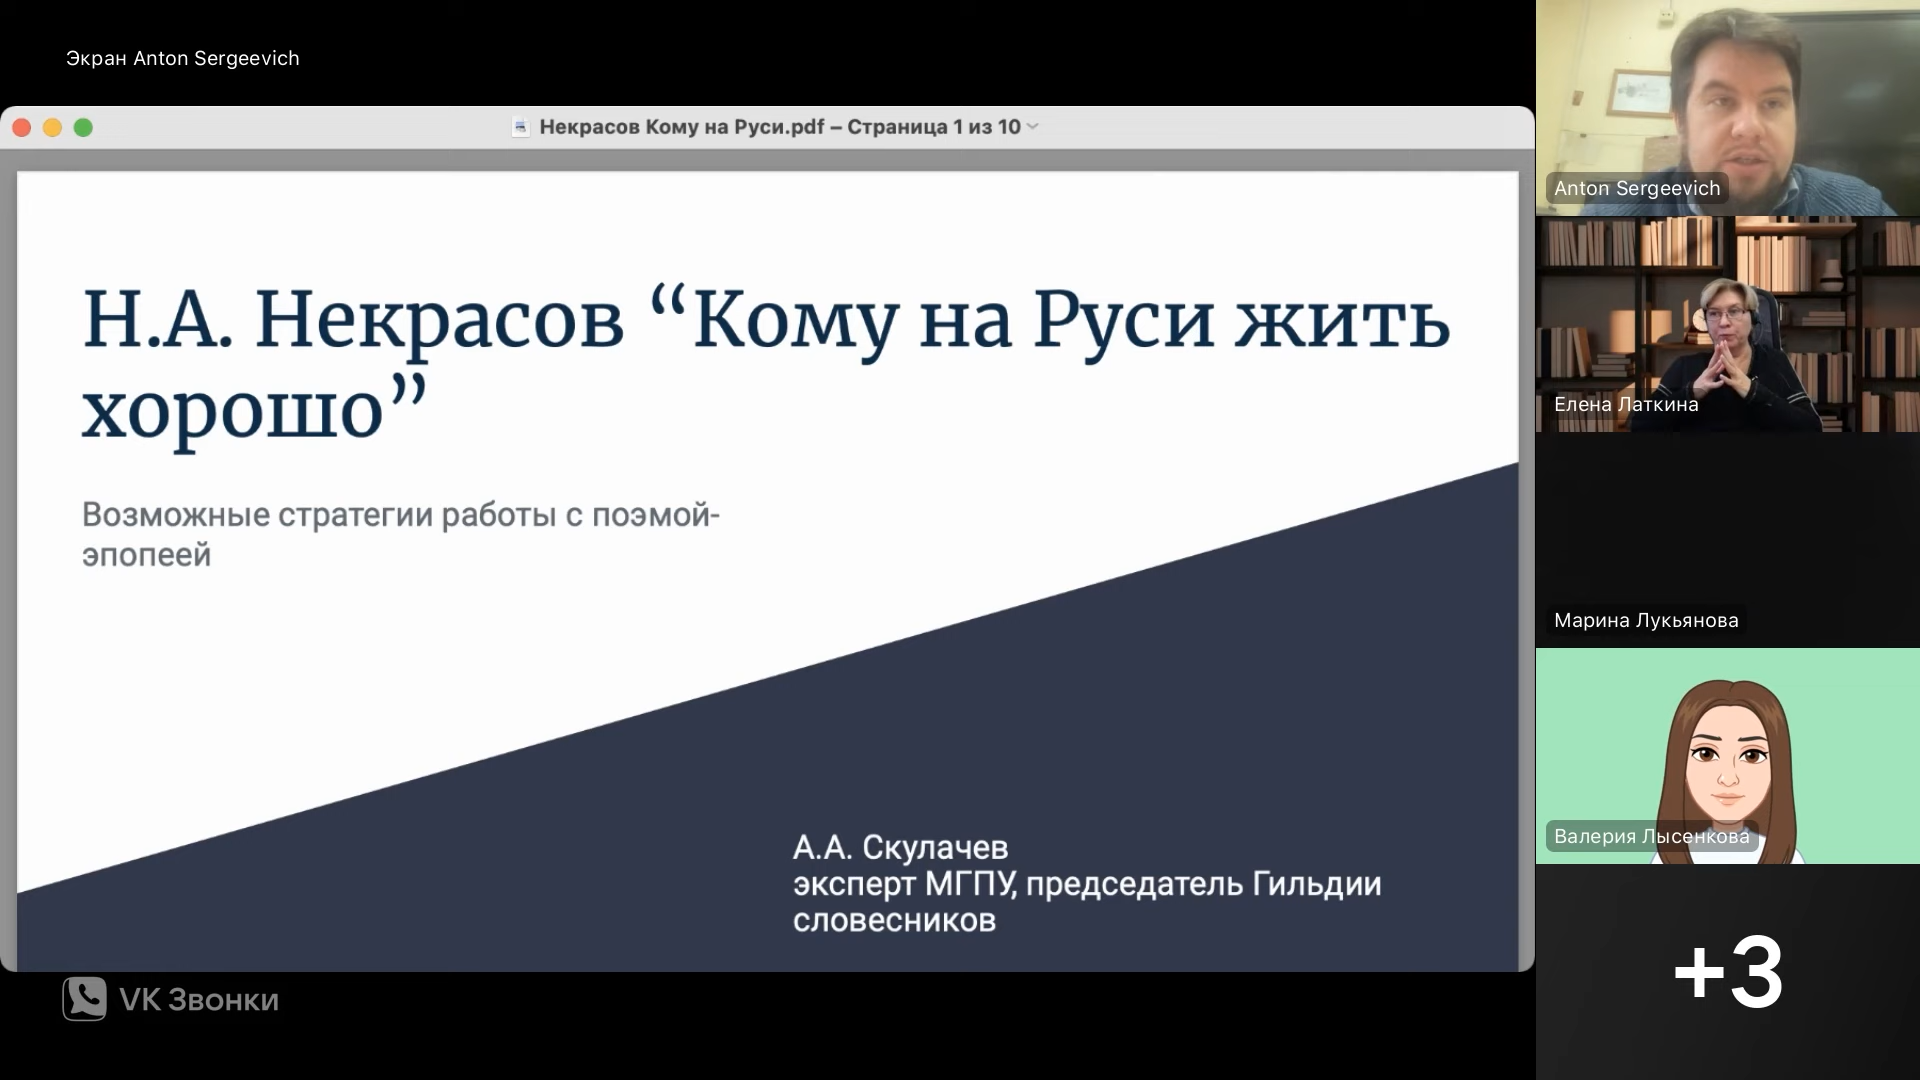 Экран Anton Sergeevich
Некрасов Кому на Руси.pdf – Страница 1 из 10
Н.А. Некрасов “Кому на Руси жить
хорошо”
Возможные стратегии работы с поэмой-
эпопеей
А.А. Скулачев
эксперт МГПУ, председатель Гильдии
словесников
VK Звонки
Anton Sergeevich
Елена Латкина
Марина Лукьянова
Валерия Лысенкова
+3